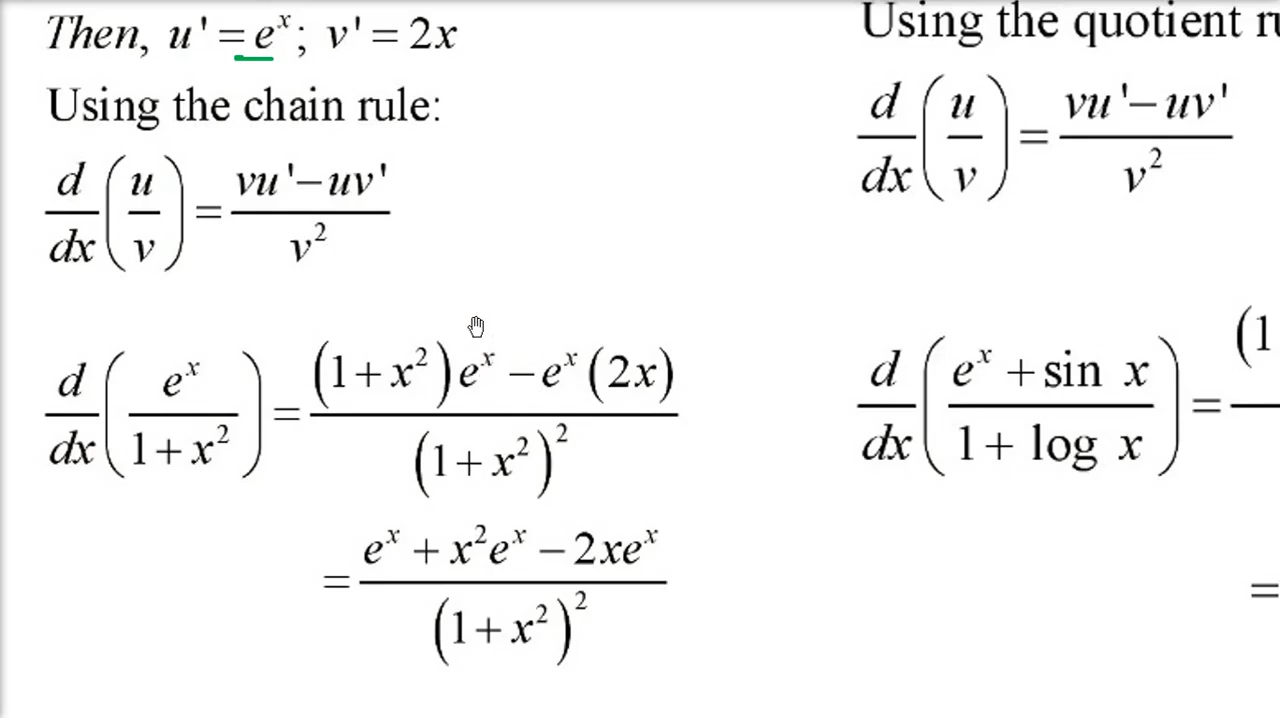 Then, u' = e^x; v' = 2x
Using the chain rule:
d/dx (u/v) = (vu' – uv')/v^2
d/dx (e^x/(1 + x^2)) = ((1 + x^2)e^x – e^x(2x))/(1 + x^2)^2
= (e^x + x^2e^x – 2xe^x)/(1 + x^2)^2
Using the quotient
d/dx (u/v) = (vu' – uv')/v^2
d/dx ((e^x + sin x)/(1 + log x)) = (1
=